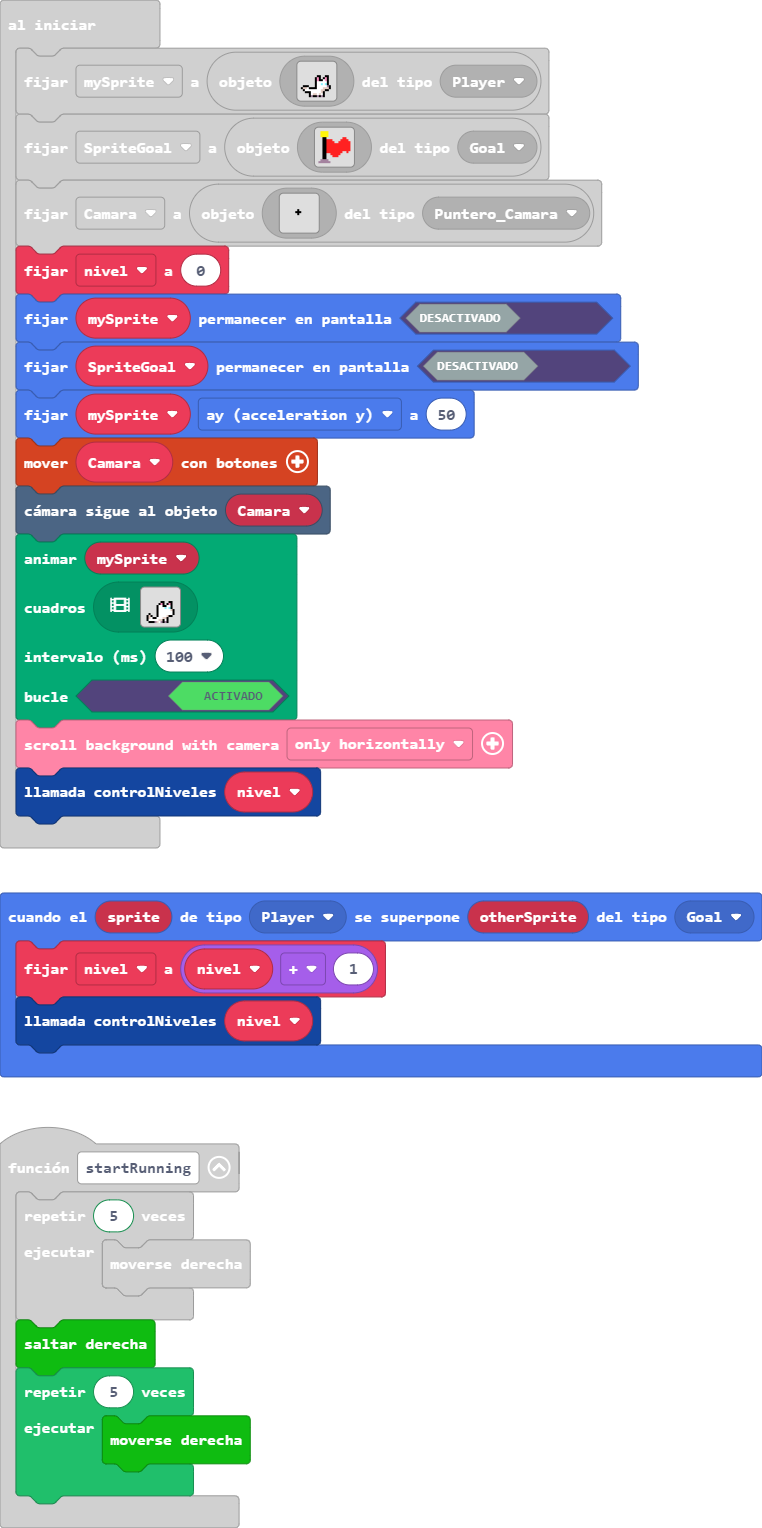 al iniciar
fijar mySprite a objeto del tipo Player
fijar SpriteGoal a objeto del tipo Goal
fijar Camara a objeto del tipo Puntero_Camara
fijar nivel a 0
fijar mySprite permanecer en pantalla DESACTIVADO
fijar SpriteGoal permanecer en pantalla DESACTIVADO
fijar mySprite ay (acceleration y) a 50
mover Camara con botones
cámara sigue al objeto Camara
animar mySprite
cuadros
intervalo (ms) 100
bucle ACTIVADO
scroll background with camera only horizontally
llamada controlNiveles nivel
cuando el sprite de tipo Player se superpone otherSprite del tipo Goal
fijar nivel a nivel + 1
llamada controlNiveles nivel
función startRunning
repetir 5 veces
ejecutar moverse derecha
saltar derecha
repetir 5 veces
ejecutar moverse derecha